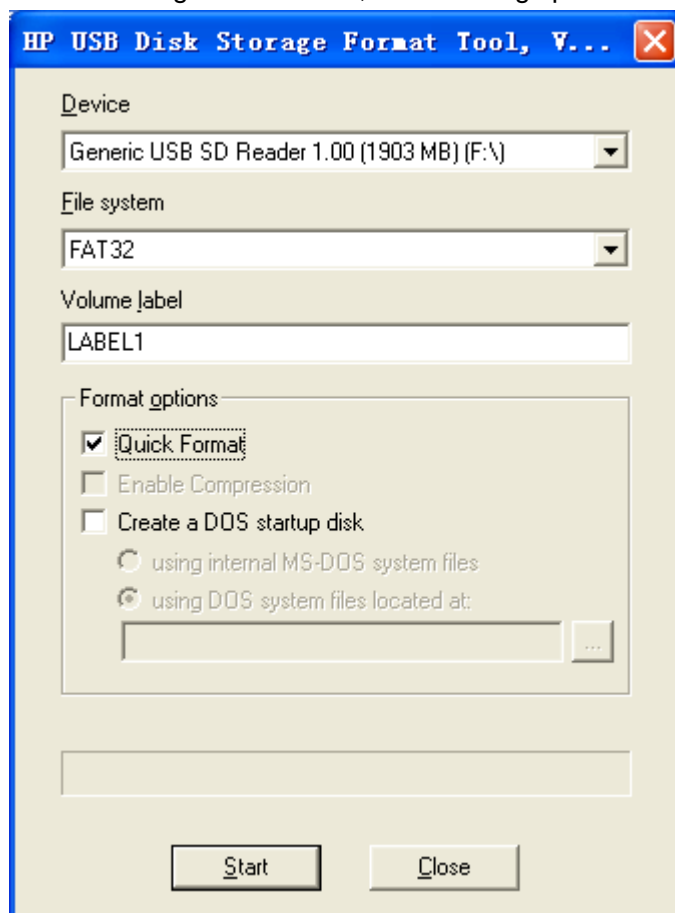 HP USB Disk Storage Format Tool, V...
Device
Generic USB SD Reader 1.00 (1903 MB) (F:\)
File system
FAT32
Volume label
LABEL1
Format options
Quick Format
Enable Compression
Create a DOS startup disk
using internal MS-DOS system files
using DOS system files located at:
...
Start
Close